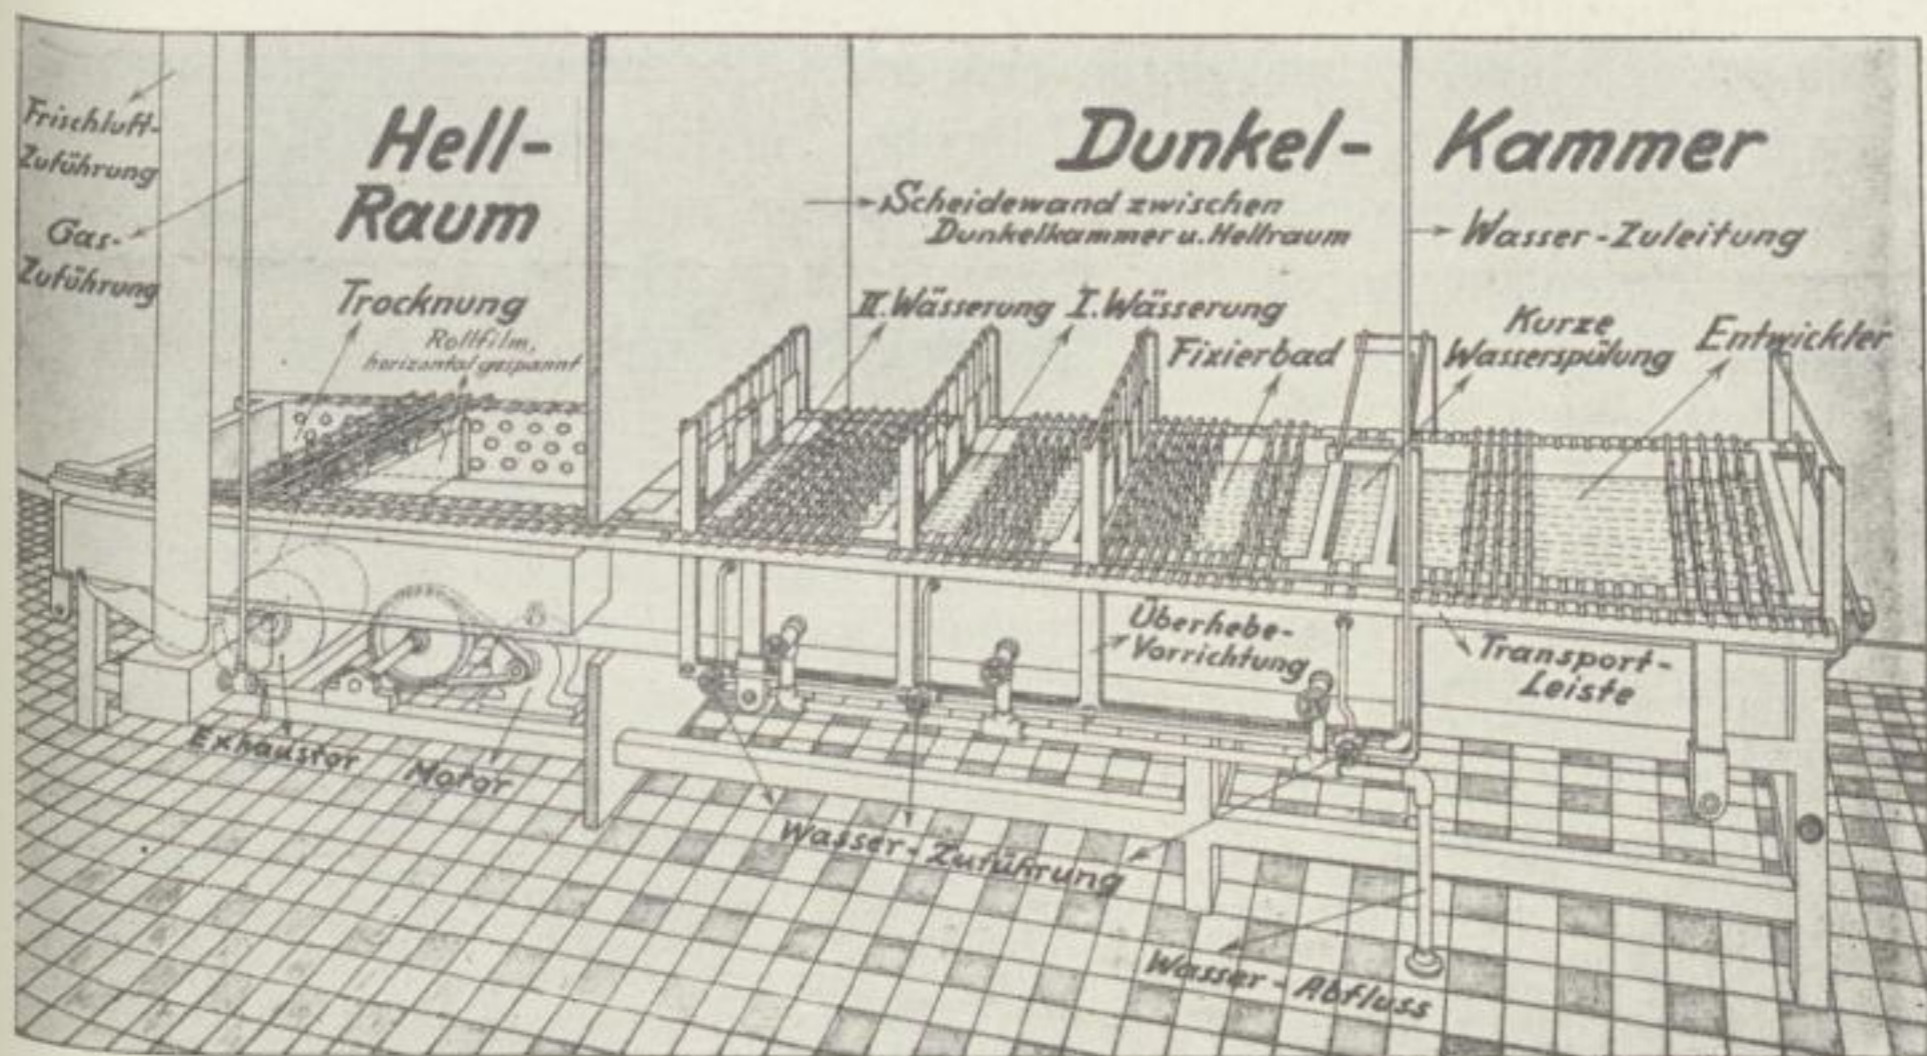 Frischluft-
Zuführung
Gas-
Zuführung
Hell-
Raum
Trocknung
Rollfilm,
horizontal gespannt
Dunkel- Kammer
Scheidewand zwischen
Dunkelkammer u. Hellraum
Wasser-Zuleitung
II. Wässerung
I. Wässerung
Fixierbad
Kurze
Wasserspülung
Entwickler
Überhebe-
Vorrichtung
Transport-
Leiste
Exhaustor
Motor
Wasser-Zuführung
Wasser-Abfluss